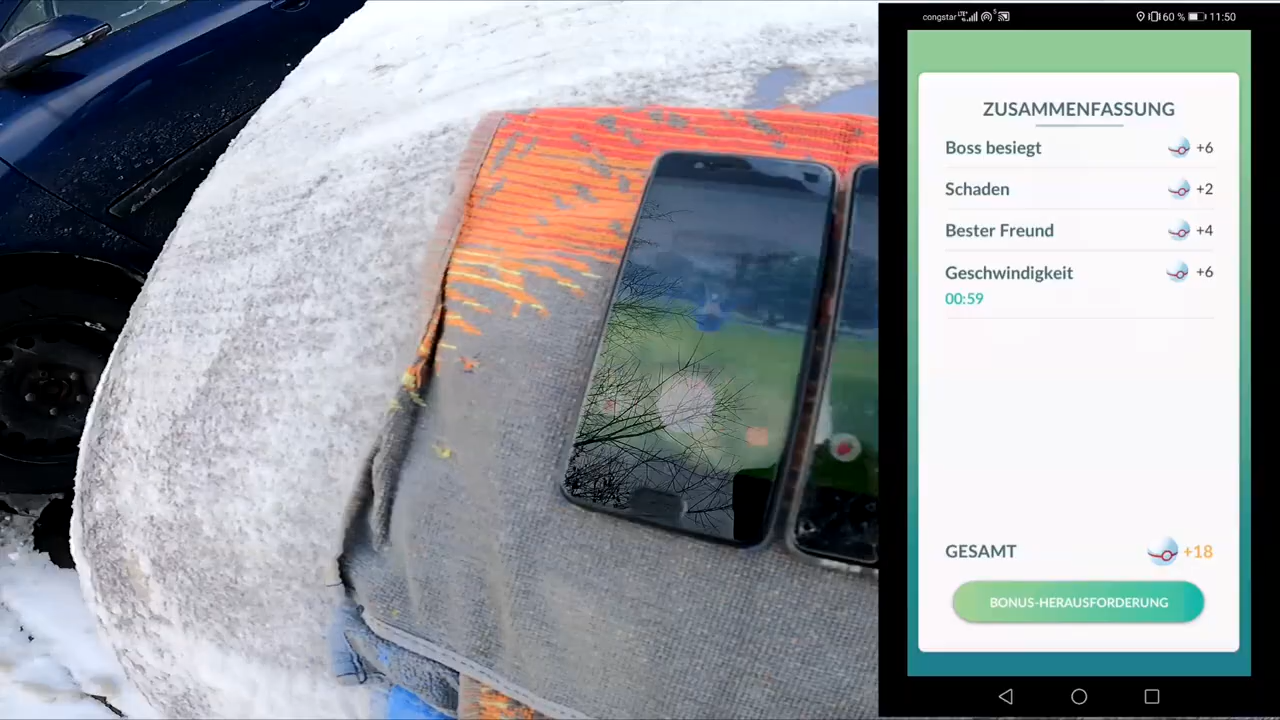 congstar 60 % 11:50
ZUSAMMENFASSUNG
Boss besiegt +6
Schaden +2
Bester Freund +4
Geschwindigkeit +6
00:59
GESAMT +18
BONUS-HERAUSFORDERUNG